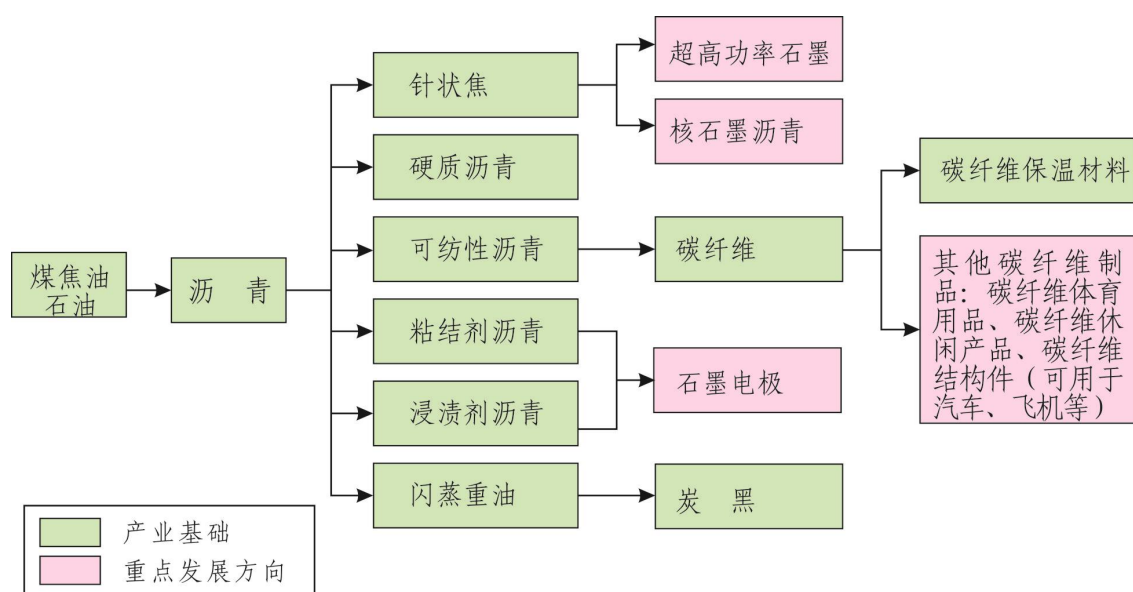 超高功率石墨
针状焦
核石墨沥青
硬质沥青
碳纤维保温材料
可纺性沥青
碳纤维
其他碳纤维制
品：碳纤维体育
用品、碳纤维休
闲产品、碳纤维
结构件（可用于
汽车、飞机等）
煤焦油
石油
沥 青
粘结剂沥青
石墨电极
浸渍剂沥青
闪蒸重油
炭 黑
产业基础
重点发展方向